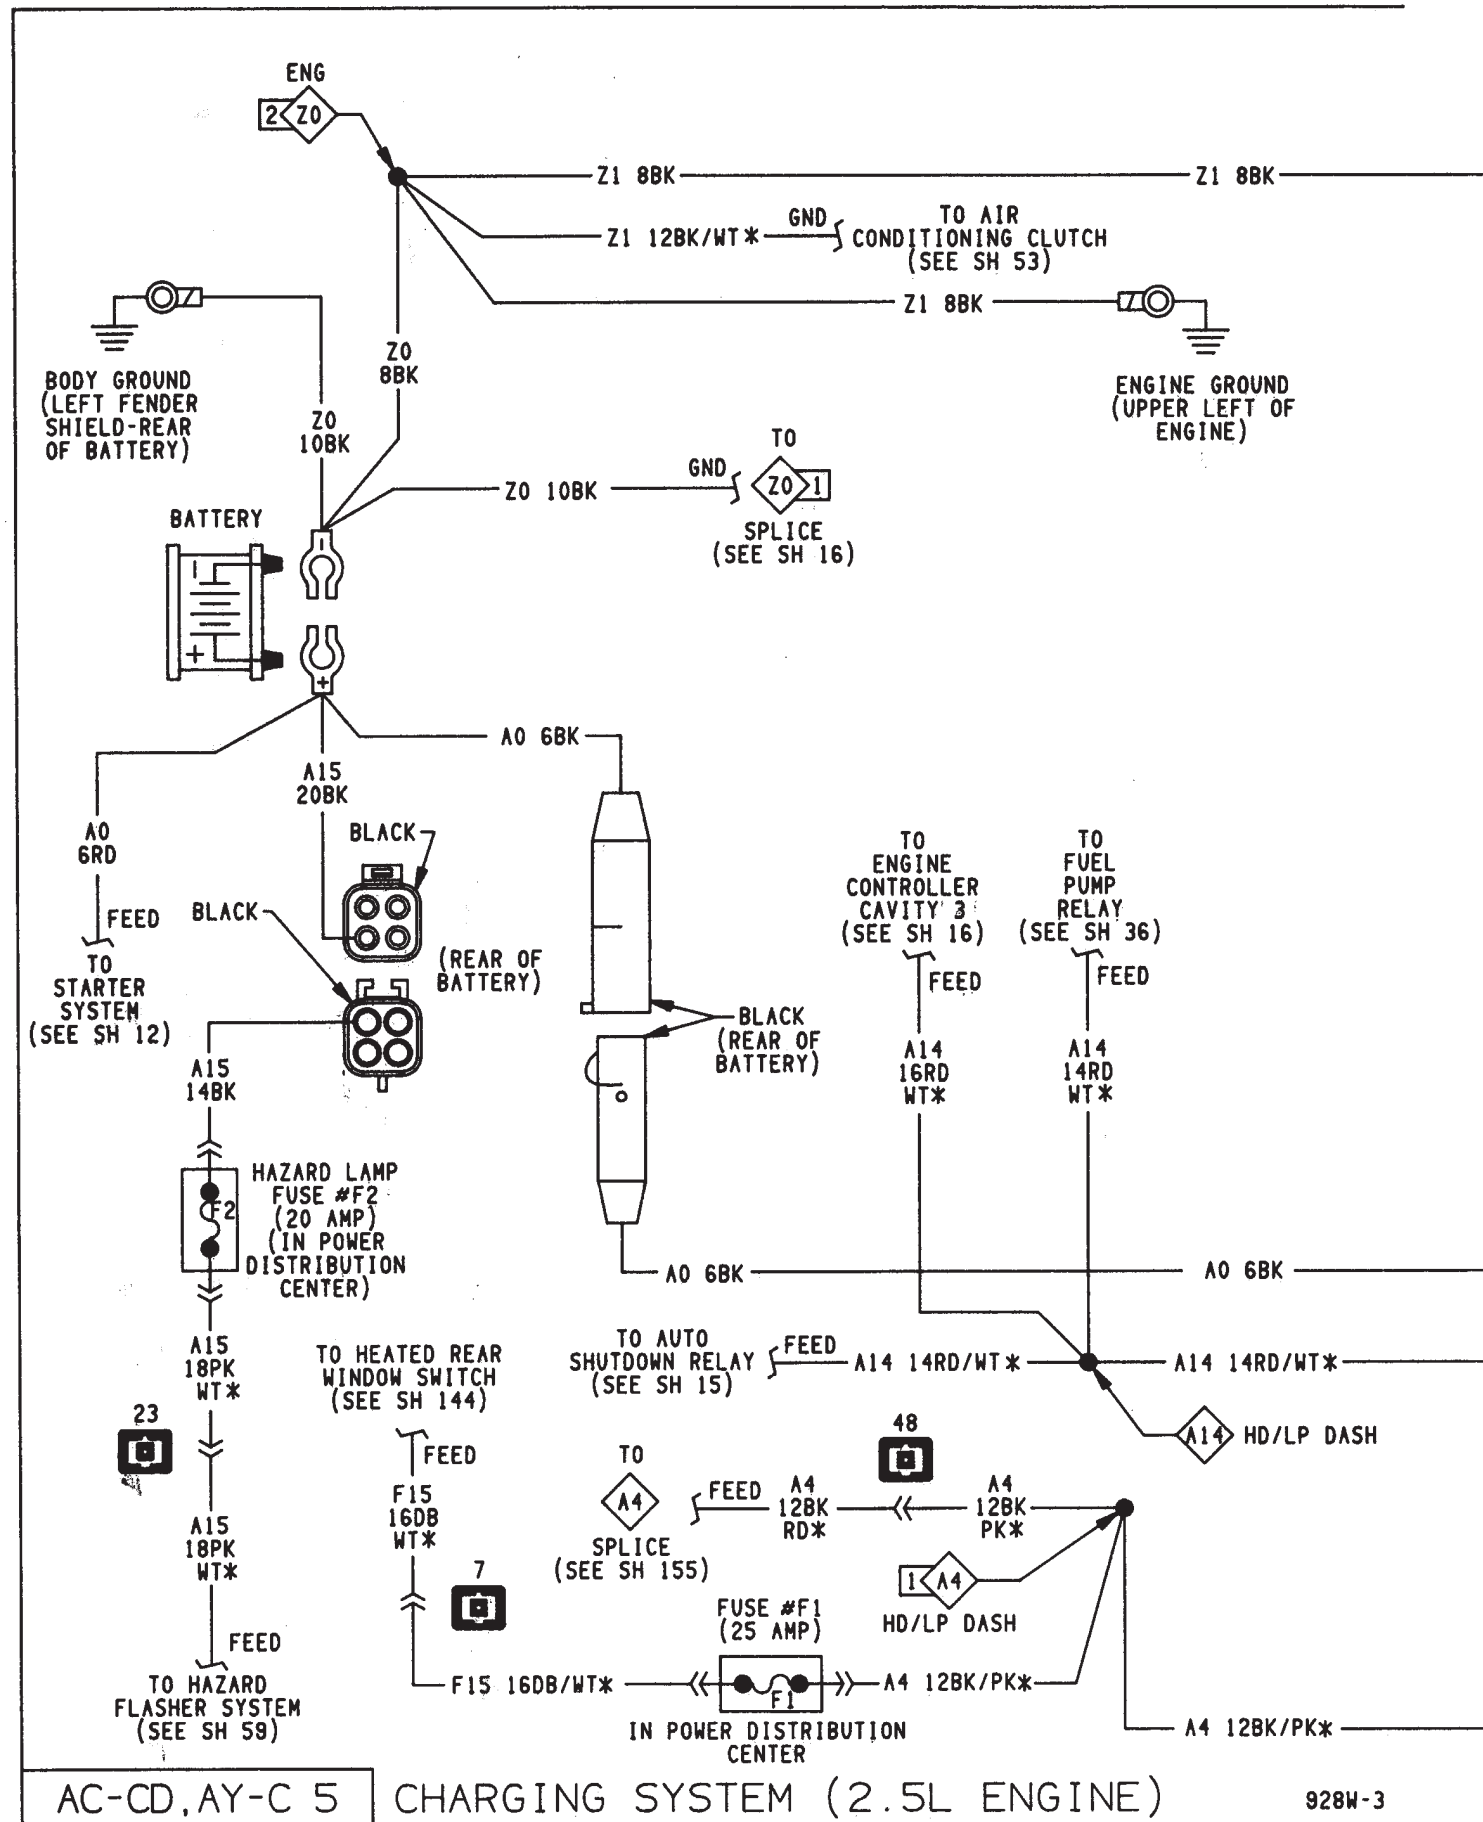 ENG
2 Z0
Z1 8BK
Z1 8BK
Z1 12BK/WT*
GND
TO AIR
CONDITIONING CLUTCH
(SEE SH 53)
Z1 8BK
BODY GROUND
(LEFT FENDER
SHIELD-REAR
OF BATTERY)
Z0
10BK
Z0
8BK
ENGINE GROUND
(UPPER LEFT OF
ENGINE)
Z0 10BK
GND
TO
Z0 1
SPLICE
(SEE SH 16)
BATTERY
-
+
-
+
A0 6BK
A15
20BK
A0
6RD
FEED
TO
STARTER
SYSTEM
(SEE SH 12)
BLACK
BLACK
(REAR OF
BATTERY)
BLACK
(REAR OF
BATTERY)
TO
ENGINE
CONTROLLER
CAVITY 3
(SEE SH 16)
FEED
TO
FUEL
PUMP
RELAY
(SEE SH 36)
FEED
A14
16RD
WT*
A14
14RD
WT*
A15
14BK
HAZARD LAMP
FUSE #F2
(20 AMP)
(IN POWER
DISTRIBUTION
CENTER)
F2
A0 6BK
A0 6BK
A15
18PK
WT*
23
A15
18PK
WT*
FEED
TO HAZARD
FLASHER SYSTEM
(SEE SH 59)
TO HEATED REAR
WINDOW SWITCH
(SEE SH 144)
FEED
F15
16DB
WT*
7
F15 16DB/WT*
TO AUTO
SHUTDOWN RELAY
(SEE SH 15)
FEED
A14 14RD/WT*
A14 14RD/WT*
A14 HD/LP DASH
TO
A4
SPLICE
(SEE SH 155)
FEED
A4
12BK
RD*
48
A4
12BK
PK*
1 A4
HD/LP DASH
FUSE #F1
(25 AMP)
F1
IN POWER DISTRIBUTION
CENTER
A4 12BK/PK*
A4 12BK/PK*
AC-CD,AY-C 5
CHARGING SYSTEM (2.5L ENGINE)
928W-3